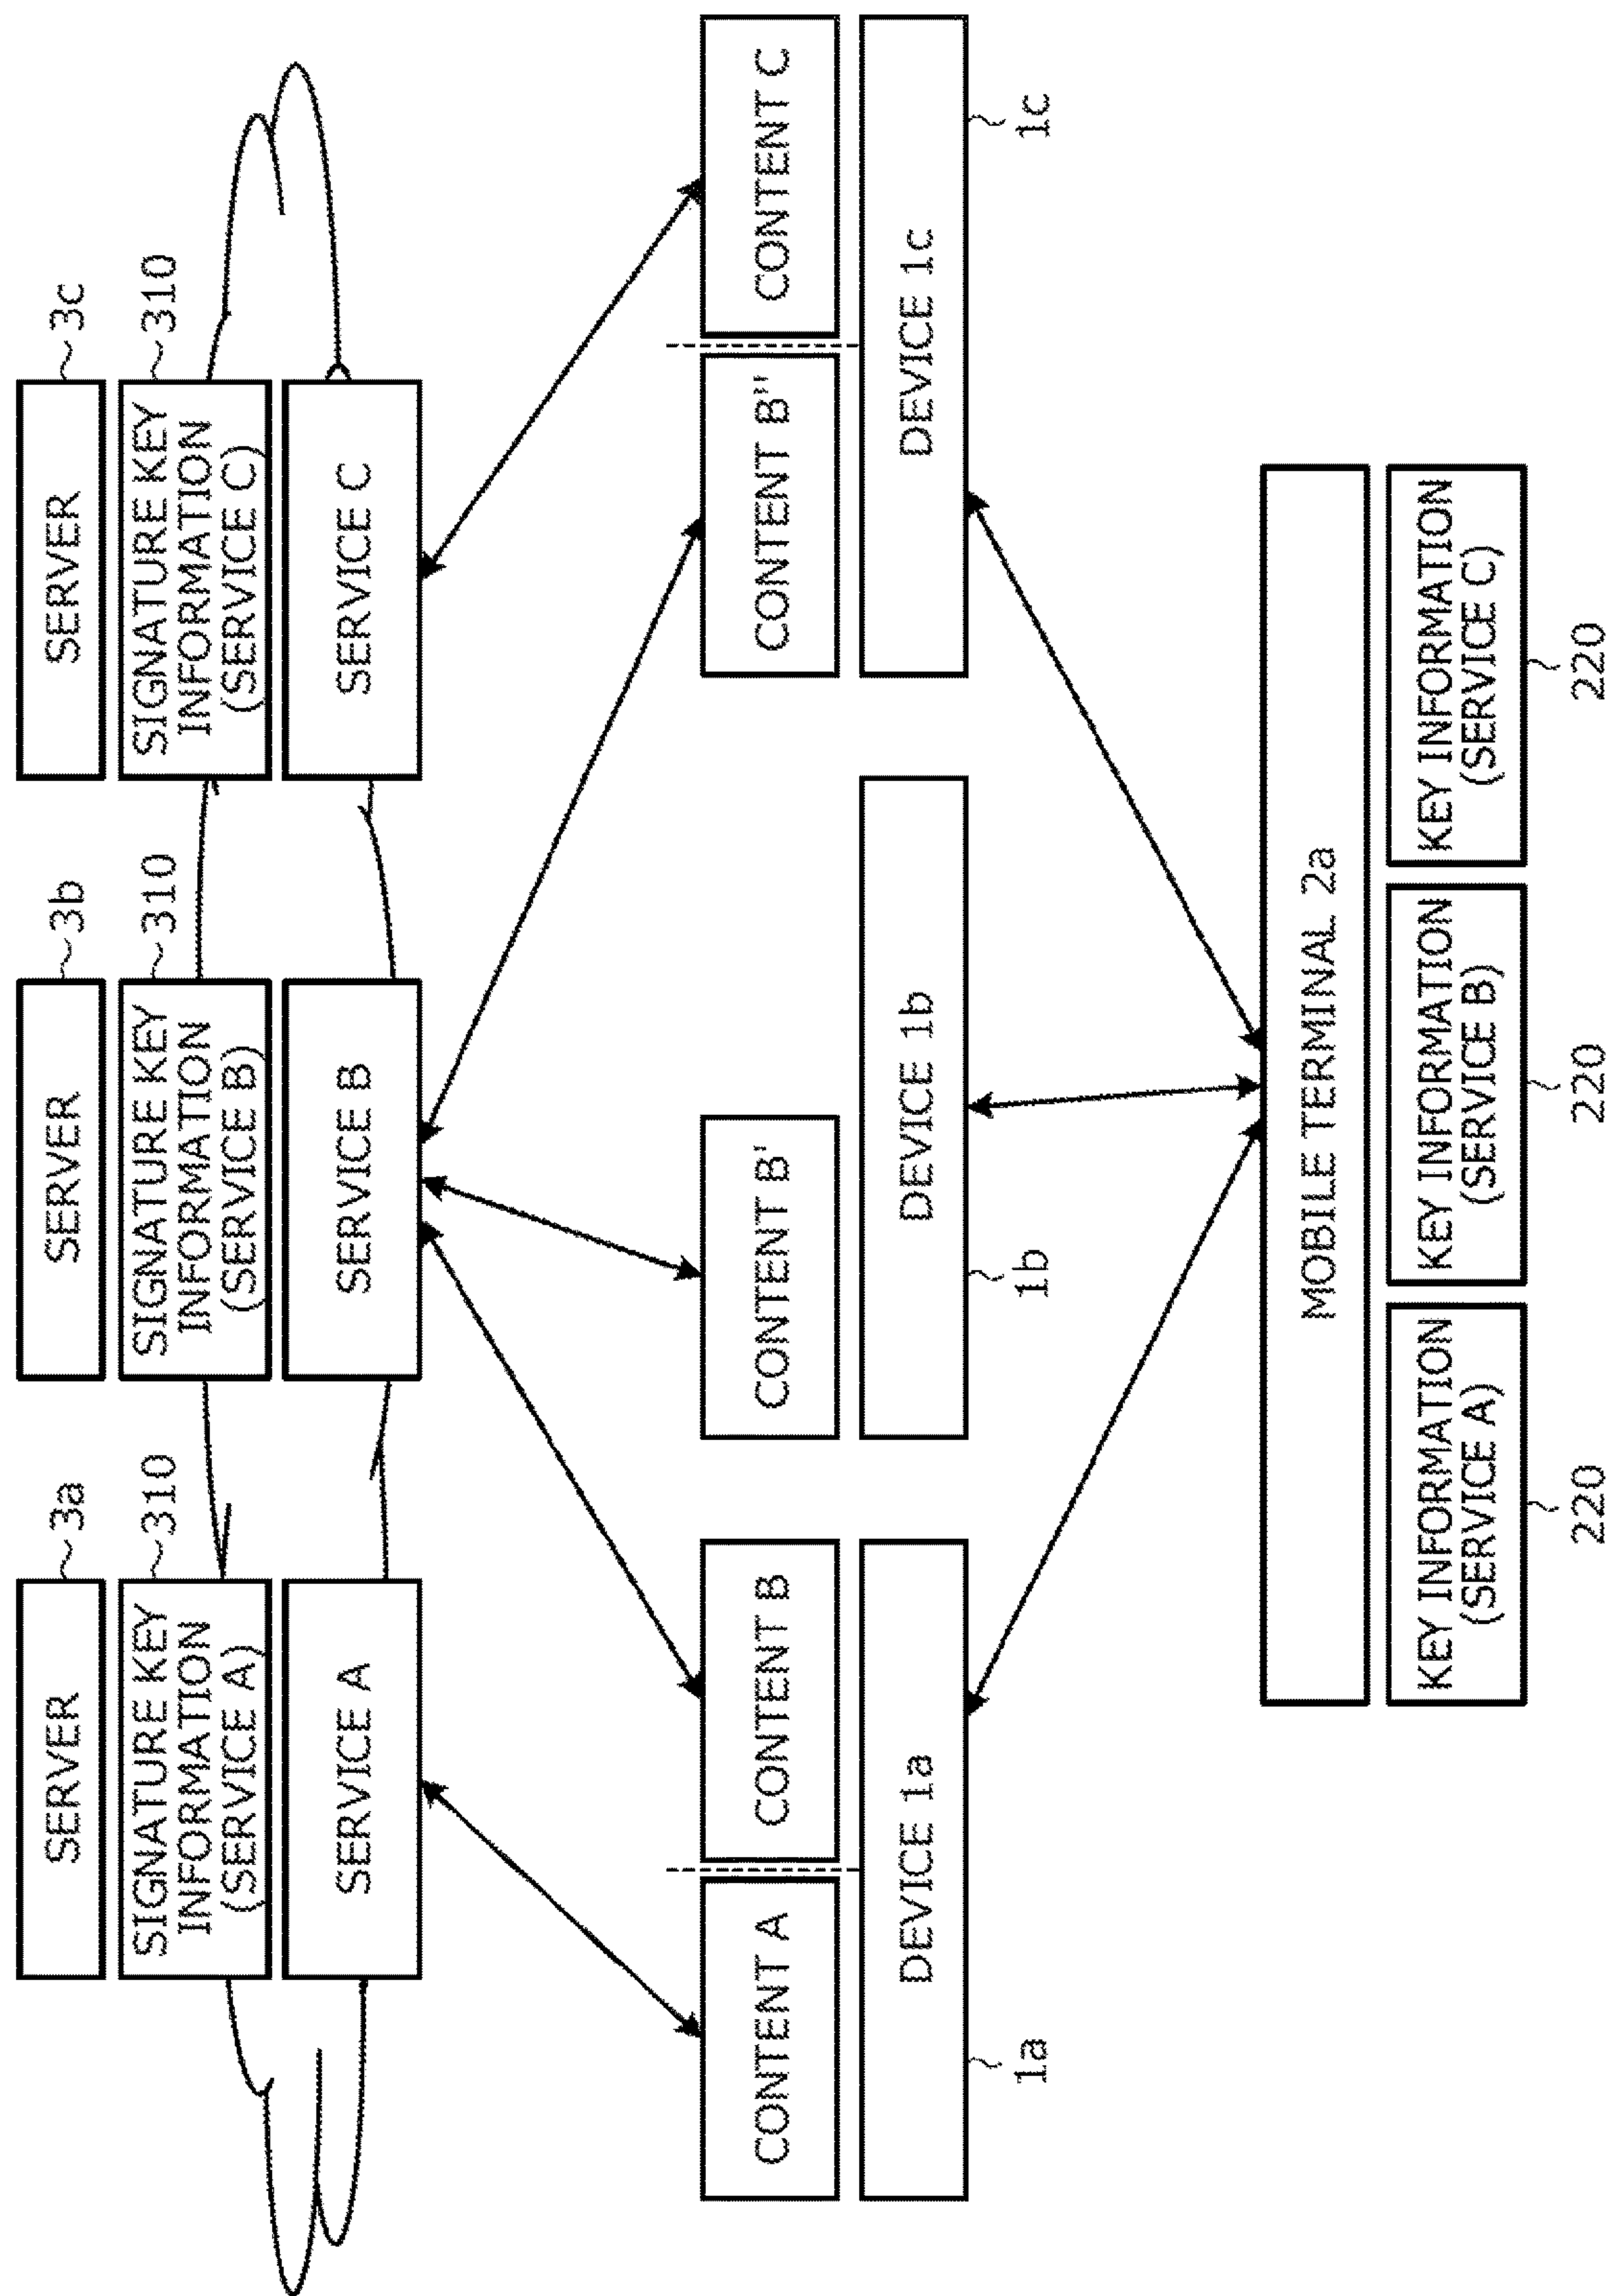 SERVER
3a
SIGNATURE KEY
INFORMATION
(SERVICE A)
310
SERVICE A
SERVER
3b
SIGNATURE KEY
INFORMATION
(SERVICE B)
310
SERVICE B
SERVER
3c
SIGNATURE KEY
INFORMATION
(SERVICE C)
310
SERVICE C
CONTENT A
CONTENT B
DEVICE 1a
1a
CONTENT B'
DEVICE 1b
1b
CONTENT B''
CONTENT C
DEVICE 1c
1c
MOBILE TERMINAL 2a
KEY INFORMATION
(SERVICE A)
220
KEY INFORMATION
(SERVICE B)
220
KEY INFORMATION
(SERVICE C)
220